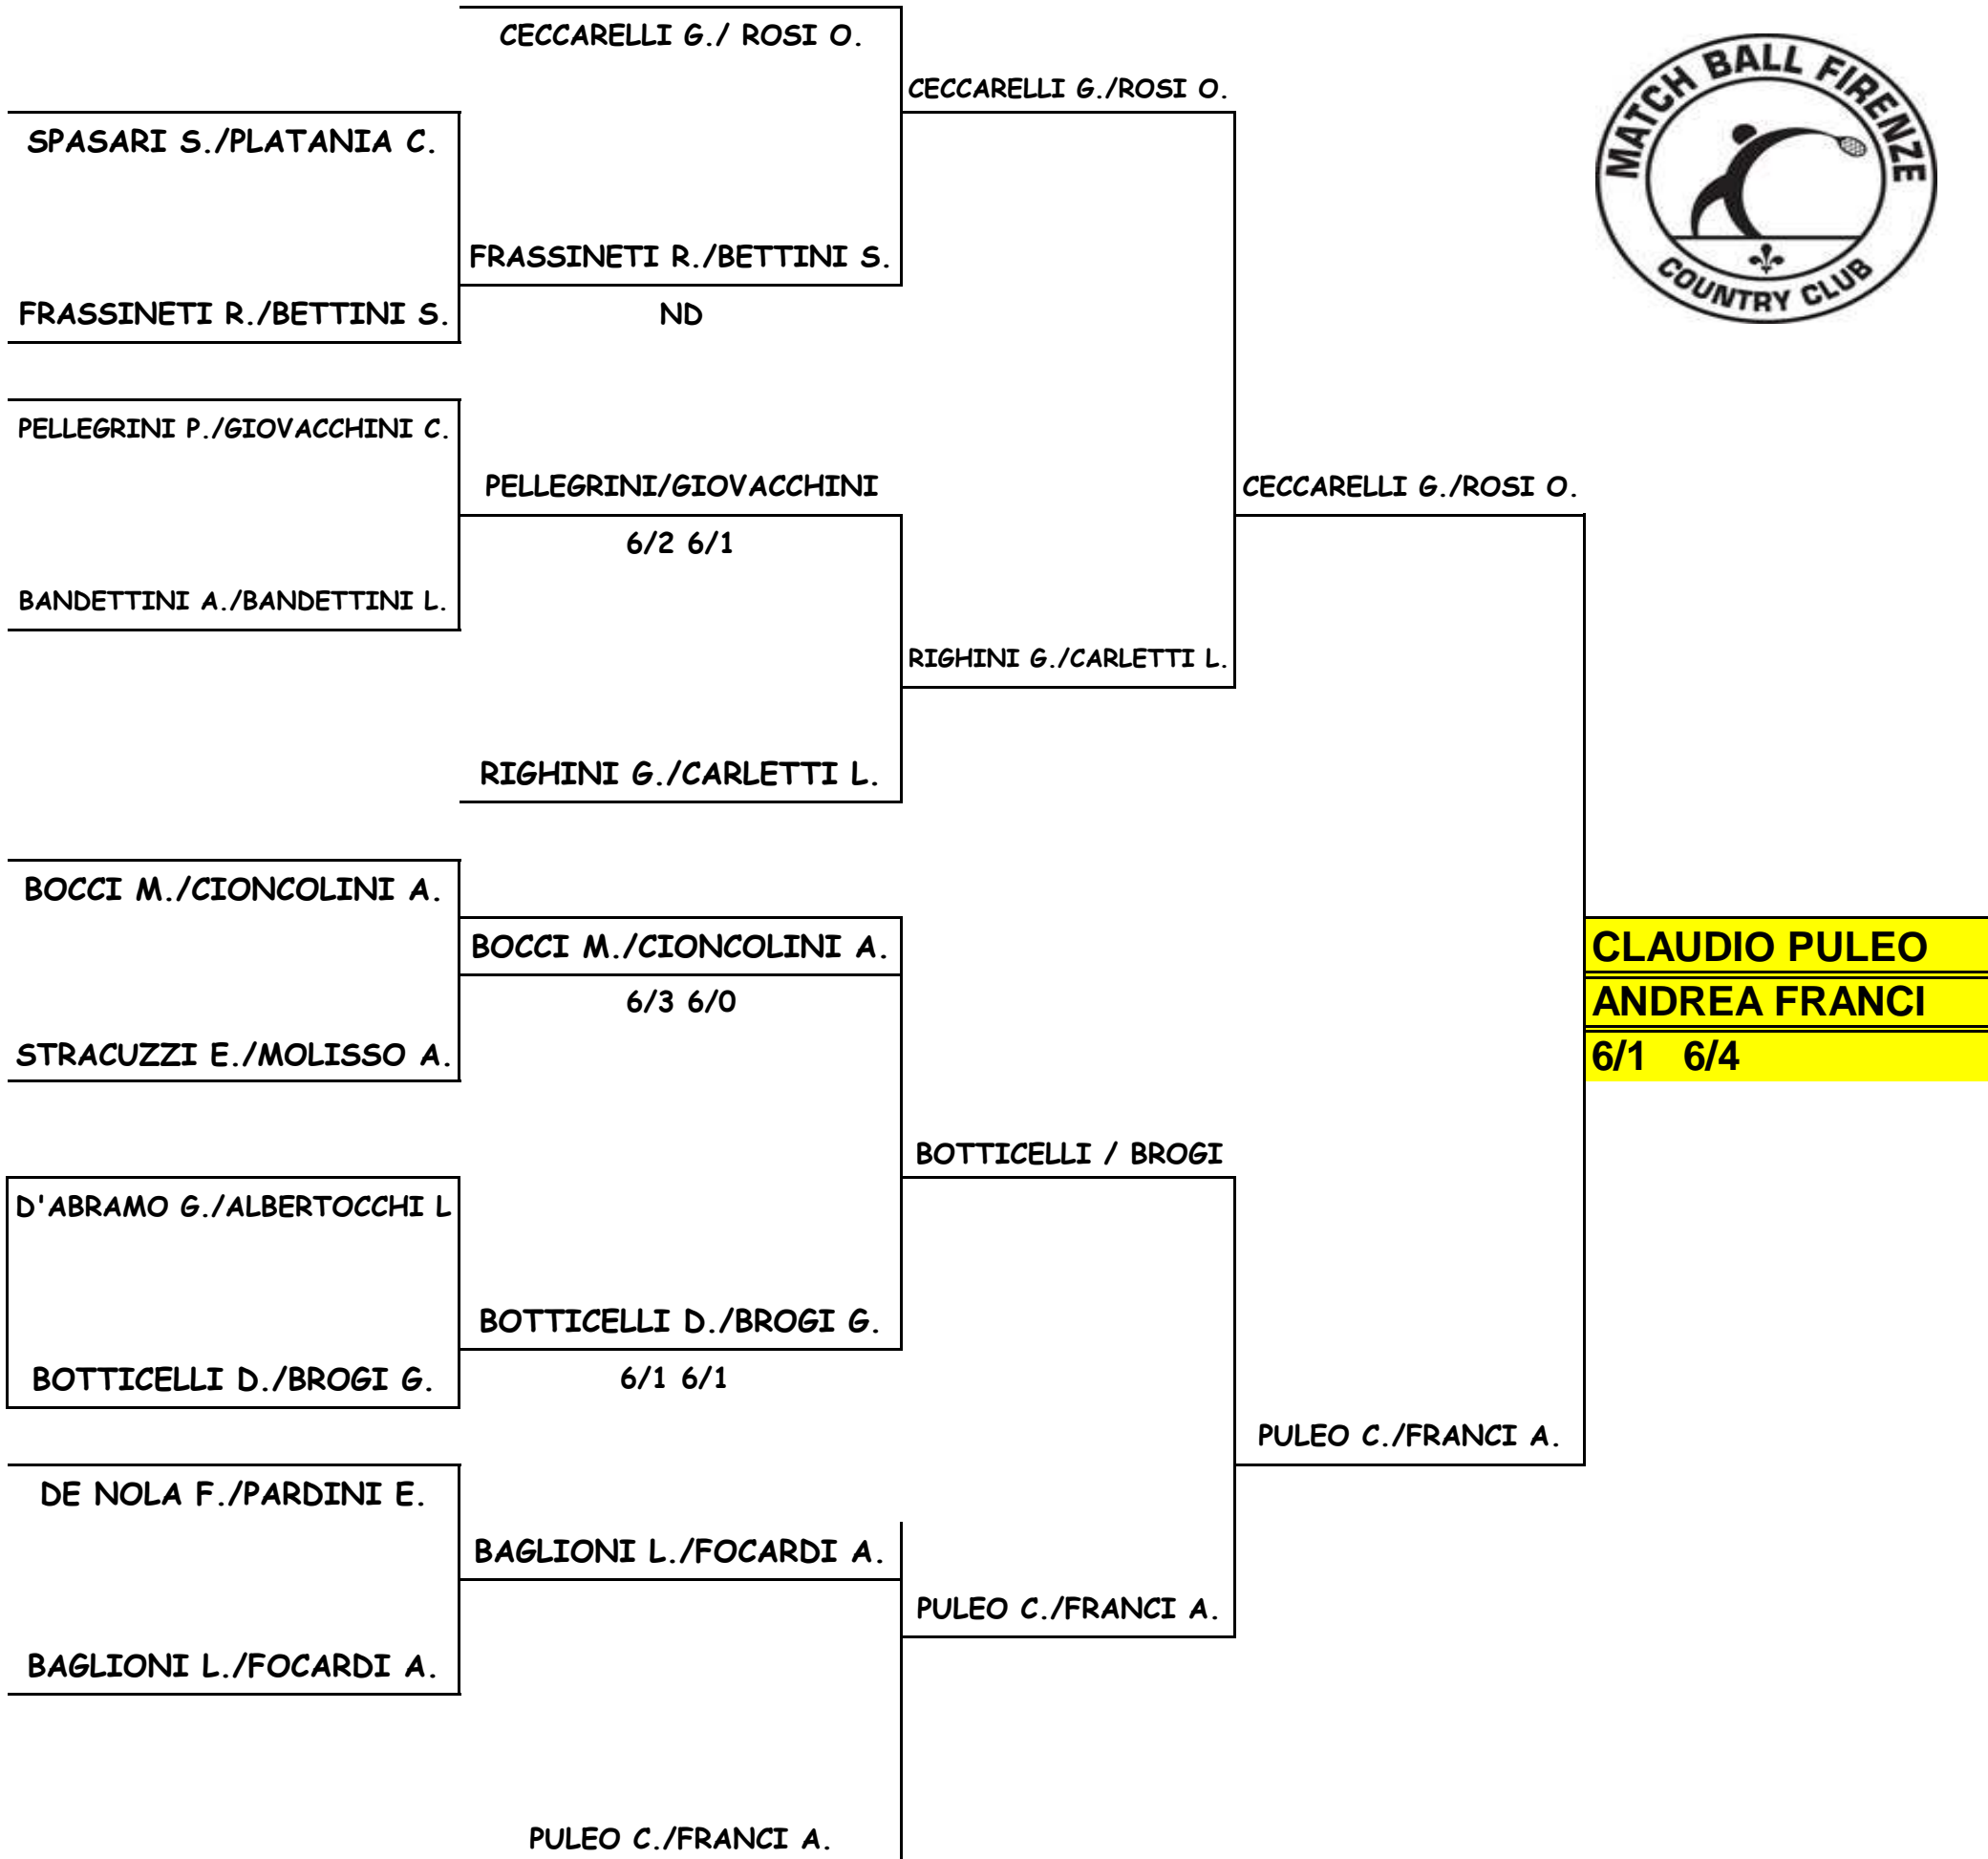 CECCARELLI G./ ROSI O.
MATCH BALL FIRENZE
COUNTRY CLUB
CECCARELLI G./ROSI O.
SPASARI S./PLATANIA C.
FRASSINETI R./BETTINI S.
FRASSINETI R./BETTINI S.
ND
PELLEGRINI P./GIOVACCHINI C.
PELLEGRINI/GIOVACCHINI
CECCARELLI G./ROSI O.
6/2 6/1
BANDETTINI A./BANDETTINI L.
RIGHINI G./CARLETTI L.
RIGHINI G./CARLETTI L.
BOCCI M./CIONCOLINI A.
BOCCI M./CIONCOLINI A.
CLAUDIO PULEO
6/3 6/0
ANDREA FRANCI
STRACUZZI E./MOLISSO A.
6/1 6/4
BOTTICELLI / BROGI
D'ABRAMO G./ALBERTOCCHI L
BOTTICELLI D./BROGI G.
BOTTICELLI D./BROGI G.
6/1 6/1
PULEO C./FRANCI A.
DE NOLA F./PARDINI E.
BAGLIONI L./FOCARDI A.
PULEO C./FRANCI A.
BAGLIONI L./FOCARDI A.
PULEO C./FRANCI A.